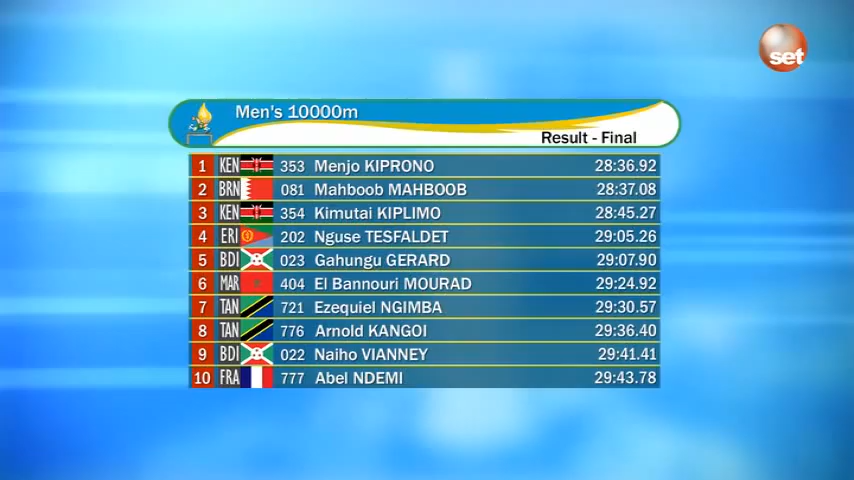 set
Men's 10000m
Result - Final
1 KEN 353 Menjo KIPRONO 28:36.92
2 BRN 081 Mahboob MAHBOOB 28:37.08
3 KEN 354 Kimutai KIPLIMO 28:45.27
4 ERI 202 Nguse TESFALDET 29:05.26
5 BDI 023 Gahungu GERARD 29:07.90
6 MAR 404 El Bannouri MOURAD 29:24.92
7 TAN 721 Ezequiel NGIMBA 29:30.57
8 TAN 776 Arnold KANGOI 29:36.40
9 BDI 022 Naiho VIANNEY 29:41.41
10 FRA 777 Abel NDEMI 29:43.78